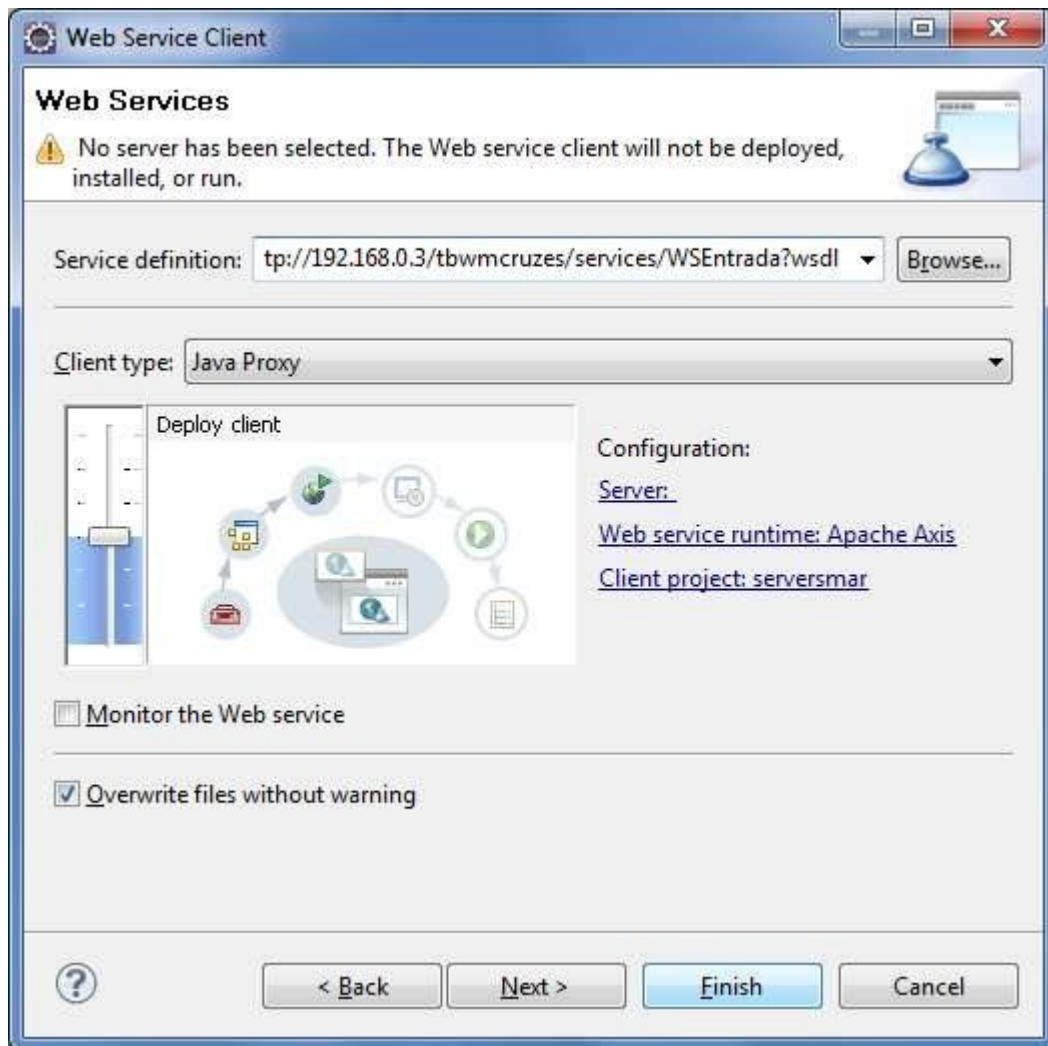 Web Service Client
Web Services
No server has been selected. The Web service client will not be deployed,
installed, or run.
Service definition: tp://192.168.0.3/tbwmcruzes/services/WSEntrada?wsdl Browse...
Client type: Java Proxy
Deploy client
Configuration:
Server:
Web service runtime: Apache Axis
Client project: serversmar
Monitor the Web service
Overwrite files without warning
? < Back Next > Finish Cancel